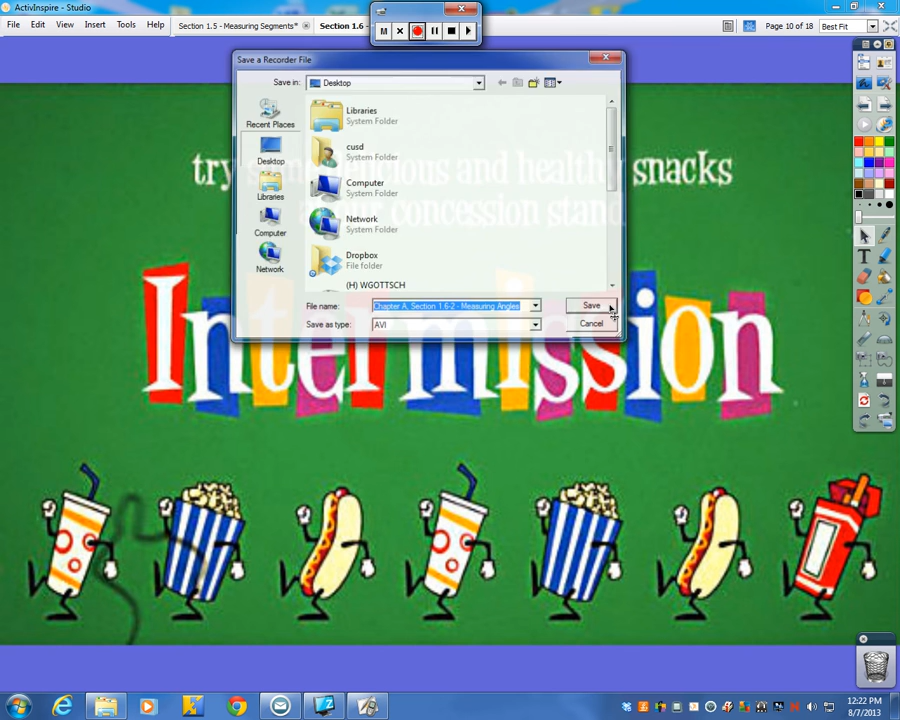 ActivInspire - Studio
File Edit View Insert Tools Help
Section 1.5 - Measuring Segments*
Section 1.6 -
M
Page 10 of 18
Best Fit
Save a Recorder File
Save in:
Desktop
Recent Places
Desktop
Libraries
Computer
Network
Libraries
System Folder
cusd
System Folder
Computer
System Folder
Network
System Folder
Dropbox
File folder
(H) WGOTTSCH
File name:
Chapter A, Section 1.6-2 - Measuring Angles
Save
Save as type:
AVI
Cancel
try and healthy snacks
concession stand
Intermission
12:22 PM
8/7/2013